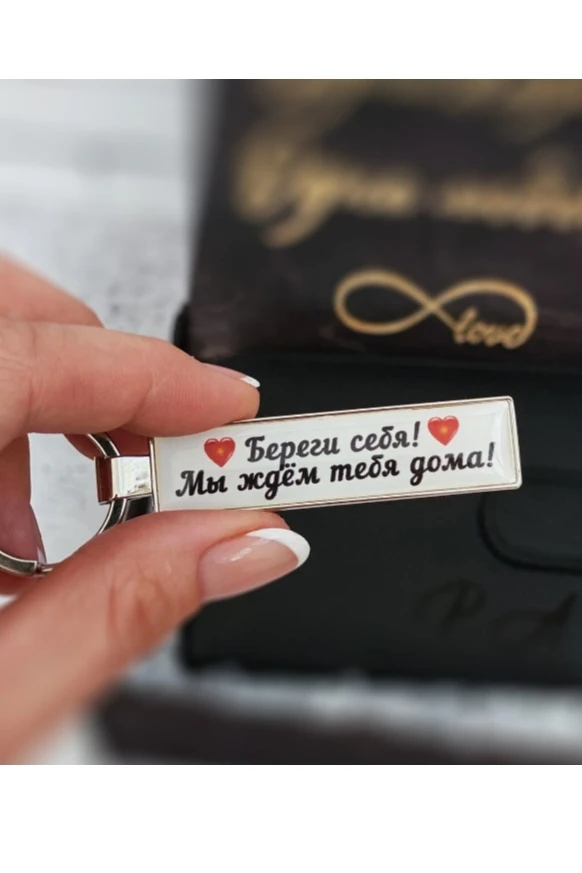 love
Береги себя!
Мы ждём тебя дома!